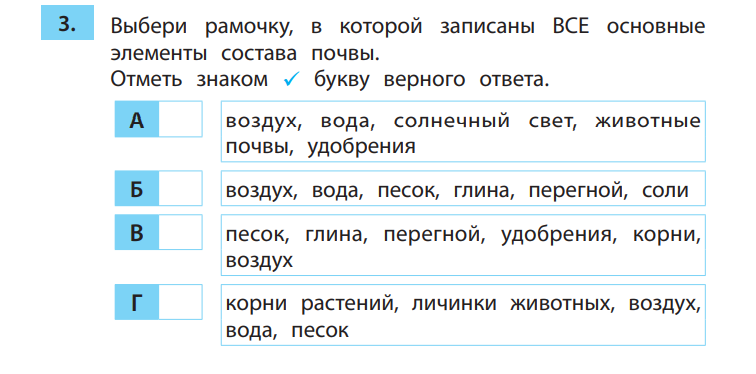 3. Выбери рамочку, в которой записаны ВСЕ основные
элементы состава почвы.
Отметь знаком ✓ букву верного ответа.
А воздух, вода, солнечный свет, животные
почвы, удобрения
Б воздух, вода, песок, глина, перегной, соли
В песок, глина, перегной, удобрения, корни,
воздух
Г корни растений, личинки животных, воздух,
вода, песок